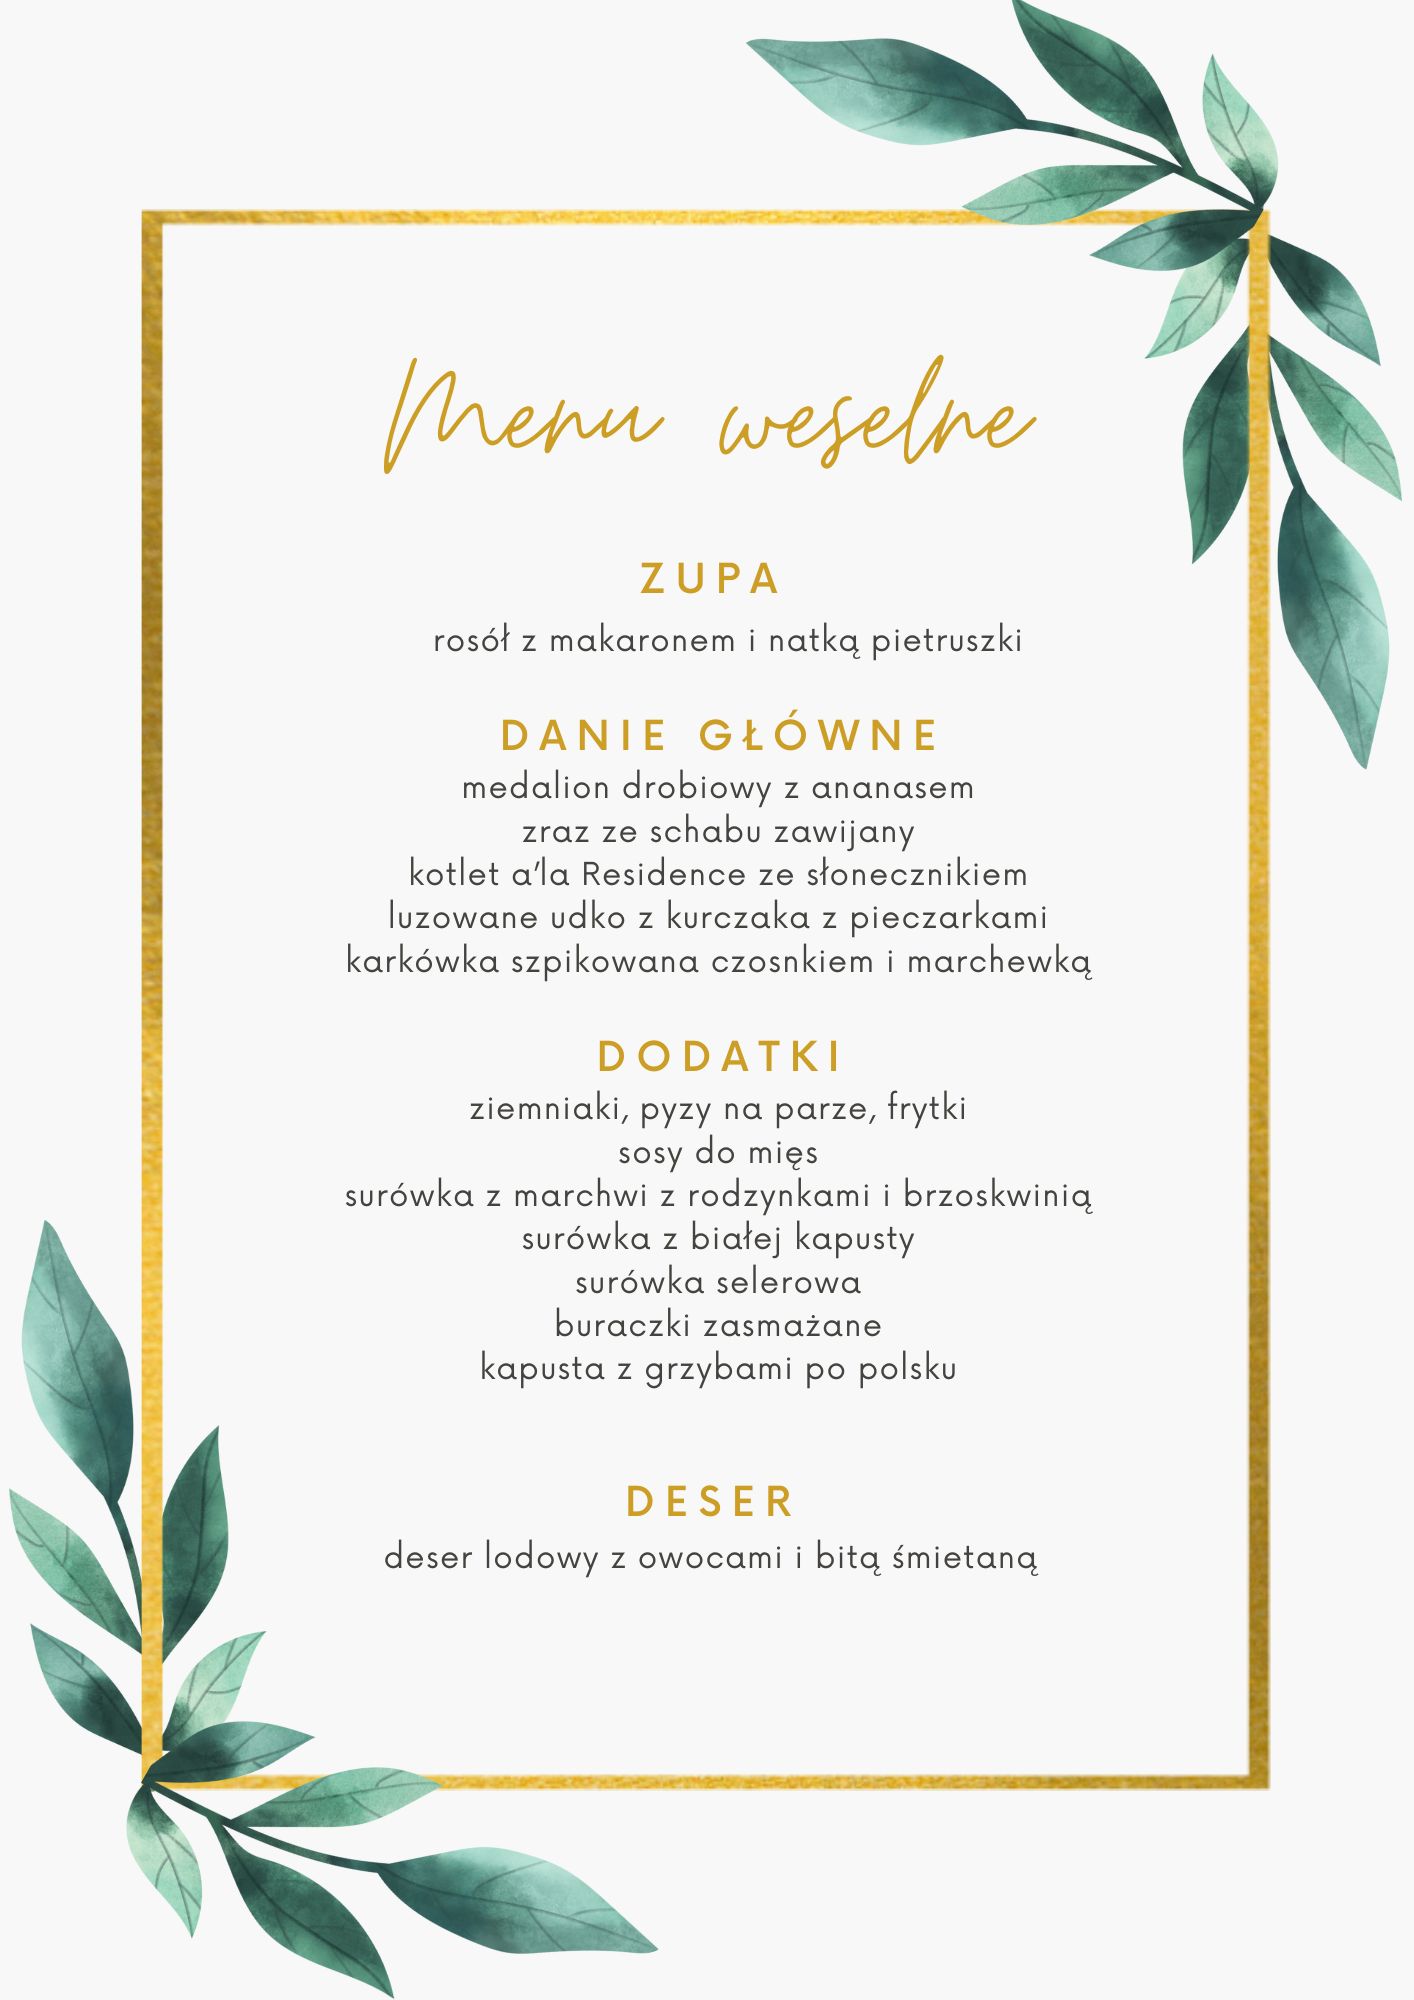 Menu weselne
ZUPA
rosół z makaronem i natką pietruszki
DANIE GŁÓWNE
medalion drobiowy z ananasem
zraz ze schabu zawijany
kotlet a'la Residence ze słonecznikiem
luzowane udko z kurczaka z pieczarkami
karkówka szpikowana czosnkiem i marchewką
DODATKI
ziemniaki, pyzy na parze, frytki
sosy do mięs
surówka z marchwi z rodzynkami i brzoskwinią
surówka z białej kapusty
surówka selerowa
buraczki zasmażane
kapusta z grzybami po polsku
DESER
deser lodowy z owocami i bitą śmietaną